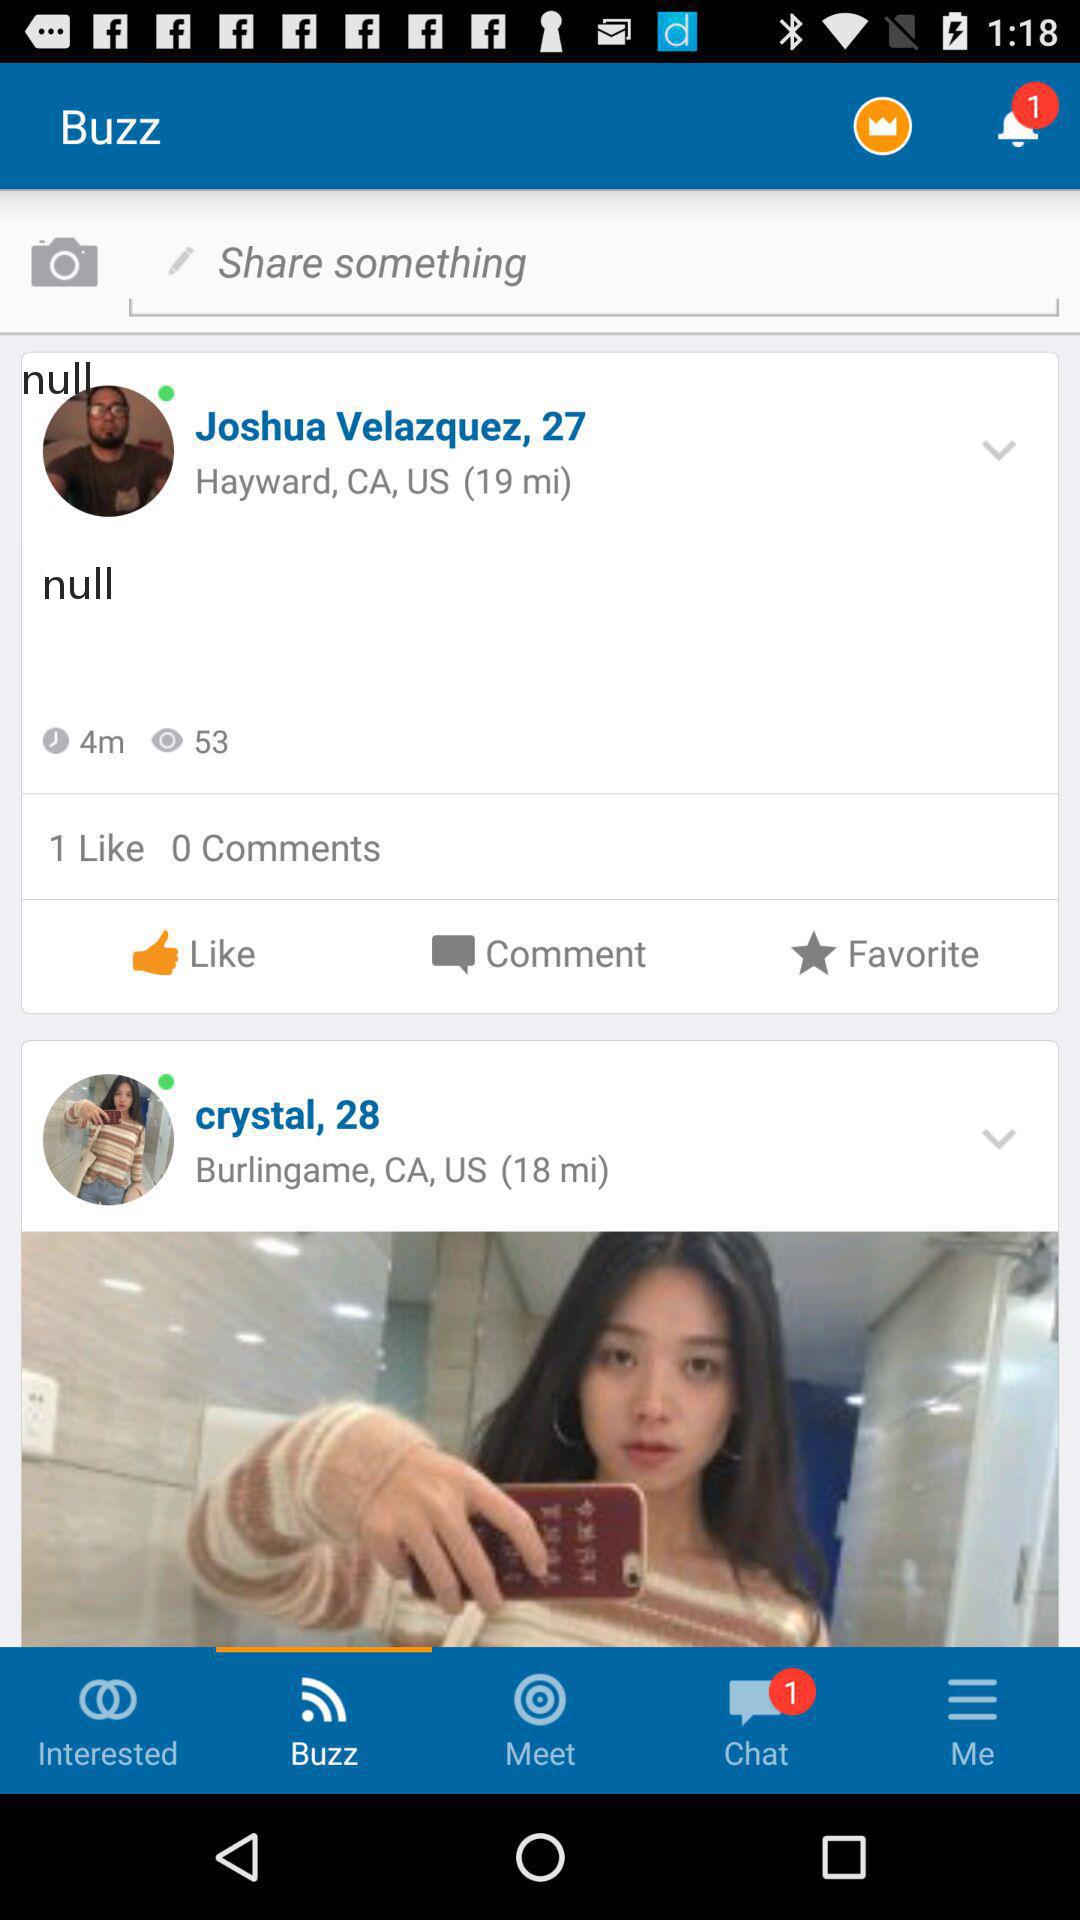 1:18
Buzz
1
Share something
null
Joshua Velazquez, 27
Hayward, CA, US (19 mi)
null
4m 53
1 Like 0 Comments
Like Comment Favorite
crystal, 28
Burlingame, CA, US (18 mi)
1
Interested Buzz Meet Chat Me